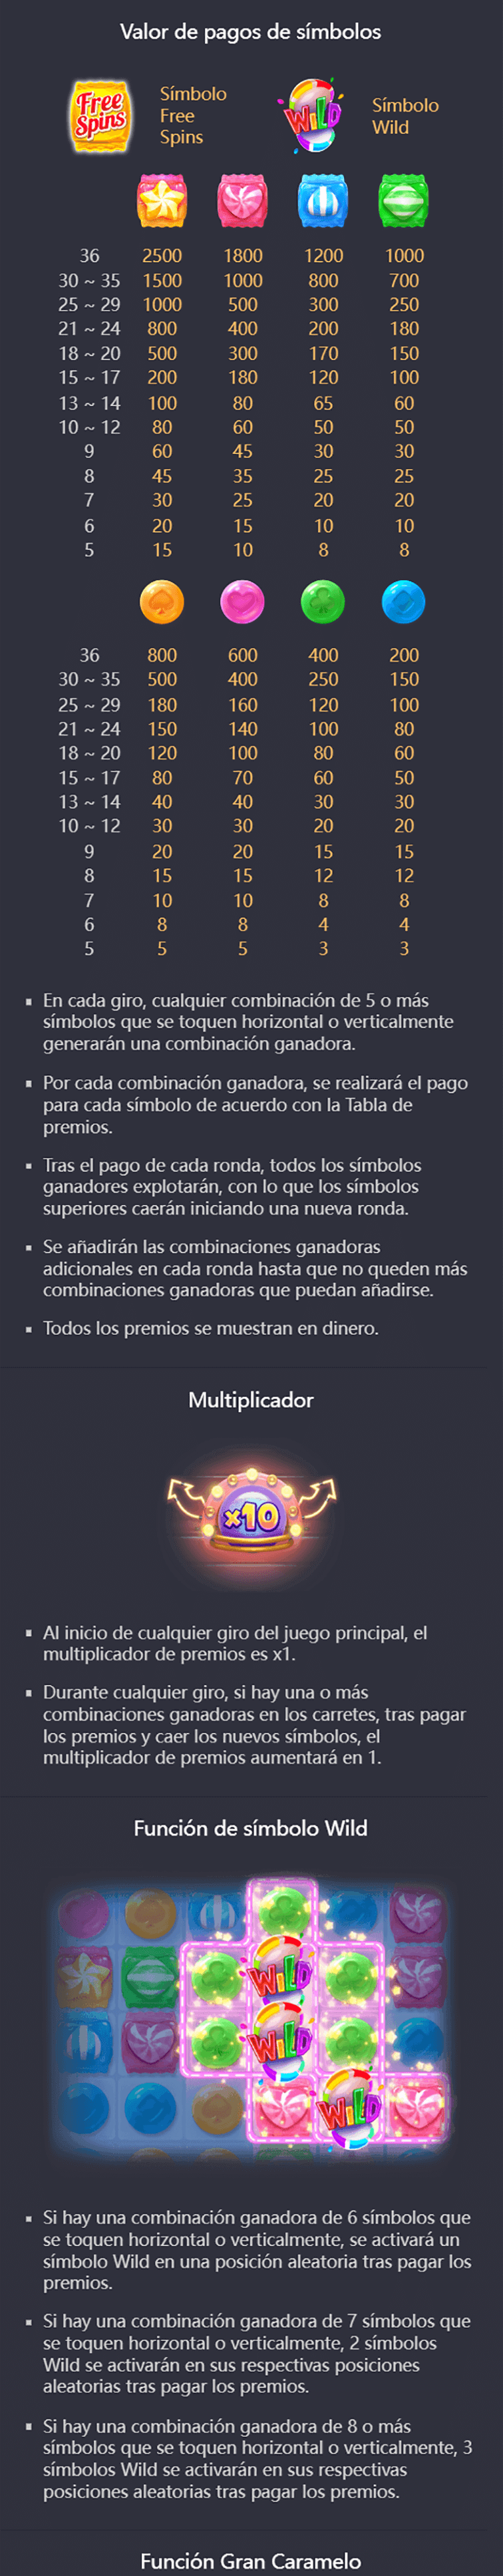 Valor de pagos de símbolos
Free
Spins
Símbolo
Free
Spins
WILD
Símbolo
Wild
36 2500 1800 1200 1000
30 ~ 35 1500 1000 800 700
25 ~ 29 1000 500 300 250
21 ~ 24 800 400 200 180
18 ~ 20 500 300 170 150
15 ~ 17 200 180 120 100
13 ~ 14 100 80 65 60
10 ~ 12 80 60 50 50
9 60 45 30 30
8 45 35 25 25
7 30 25 20 20
6 20 15 10 10
5 15 10 8 8
36 800 600 400 200
30 ~ 35 500 400 250 150
25 ~ 29 180 160 120 100
21 ~ 24 150 140 100 80
18 ~ 20 120 100 80 60
15 ~ 17 80 70 60 50
13 ~ 14 40 40 30 30
10 ~ 12 30 30 20 20
9 20 20 15 15
8 15 15 12 12
7 10 10 8 8
6 8 8 4 4
5 5 5 3 3
▪ En cada giro, cualquier combinación de 5 o más
símbolos que se toquen horizontal o verticalmente
generarán una combinación ganadora.
▪ Por cada combinación ganadora, se realizará el pago
para cada símbolo de acuerdo con la Tabla de
premios.
▪ Tras el pago de cada ronda, todos los símbolos
ganadores explotarán, con lo que los símbolos
superiores caerán iniciando una nueva ronda.
▪ Se añadirán las combinaciones ganadoras
adicionales en cada ronda hasta que no queden más
combinaciones ganadoras que puedan añadirse.
▪ Todos los premios se muestran en dinero.
Multiplicador
x10
▪ Al inicio de cualquier giro del juego principal, el
multiplicador de premios es x1.
▪ Durante cualquier giro, si hay una o más
combinaciones ganadoras en los carretes, tras pagar
los premios y caer los nuevos símbolos, el
multiplicador de premios aumentará en 1.
Función de símbolo Wild
WILD
WILD
WILD
▪ Si hay una combinación ganadora de 6 símbolos que
se toquen horizontal o verticalmente, se activará un
símbolo Wild en una posición aleatoria tras pagar los
premios.
▪ Si hay una combinación ganadora de 7 símbolos que
se toquen horizontal o verticalmente, 2 símbolos
Wild se activarán en sus respectivas posiciones
aleatorias tras pagar los premios.
▪ Si hay una combinación ganadora de 8 o más
símbolos que se toquen horizontal o verticalmente, 3
símbolos Wild se activarán en sus respectivas
posiciones aleatorias tras pagar los premios.
Función Gran Caramelo